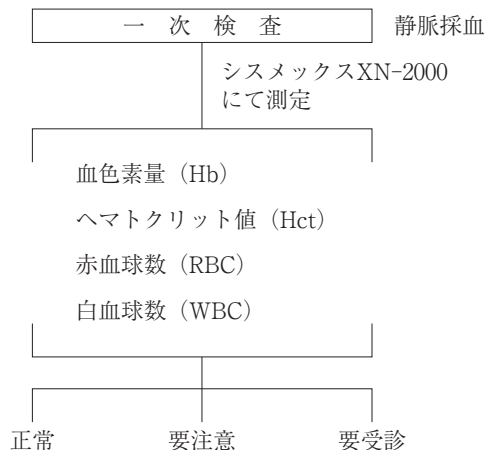 一 次 検 査 静脈採血
シスメックスXN-2000
にて測定
血色素量（Hb）
ヘマトクリット値（Hct）
赤血球数（RBC）
白血球数（WBC）
正常 要注意 要受診